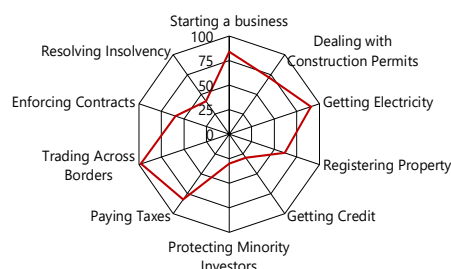 Starting a business
100
Dealing with
Resolving Insolvency
Construction Permits
75
50
Enforcing Contracts
Getting Electricity
25
0
Trading Across
Borders
Registering Property
Paying Taxes
Getting Credit
Protecting Minority
Investors